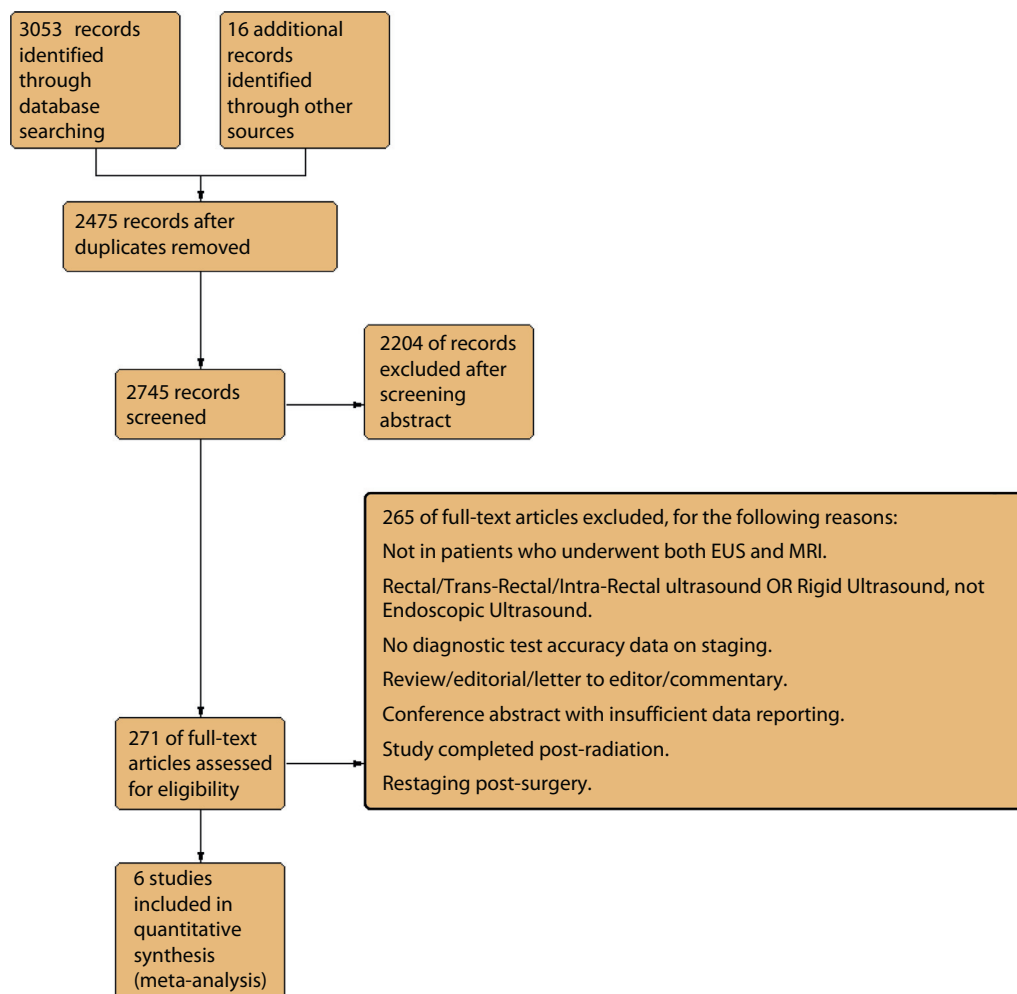 3053 records
identified
through
database
searching
16 additional
records
identified
through other
sources
2475 records after
duplicates removed
2745 records
screened
2204 of records
excluded after
screening
abstract
271 of full-text
articles assessed
for eligibility
265 of full-text articles excluded, for the following reasons:
Not in patients who underwent both EUS and MRI.
Rectal/Trans-Rectal/Intra-Rectal ultrasound OR Rigid Ultrasound, not
Endoscopic Ultrasound.
No diagnostic test accuracy data on staging.
Review/editorial/letter to editor/commentary.
Conference abstract with insufficient data reporting.
Study completed post-radiation.
Restaging post-surgery.
6 studies
included in
quantitative
synthesis
(meta-analysis)